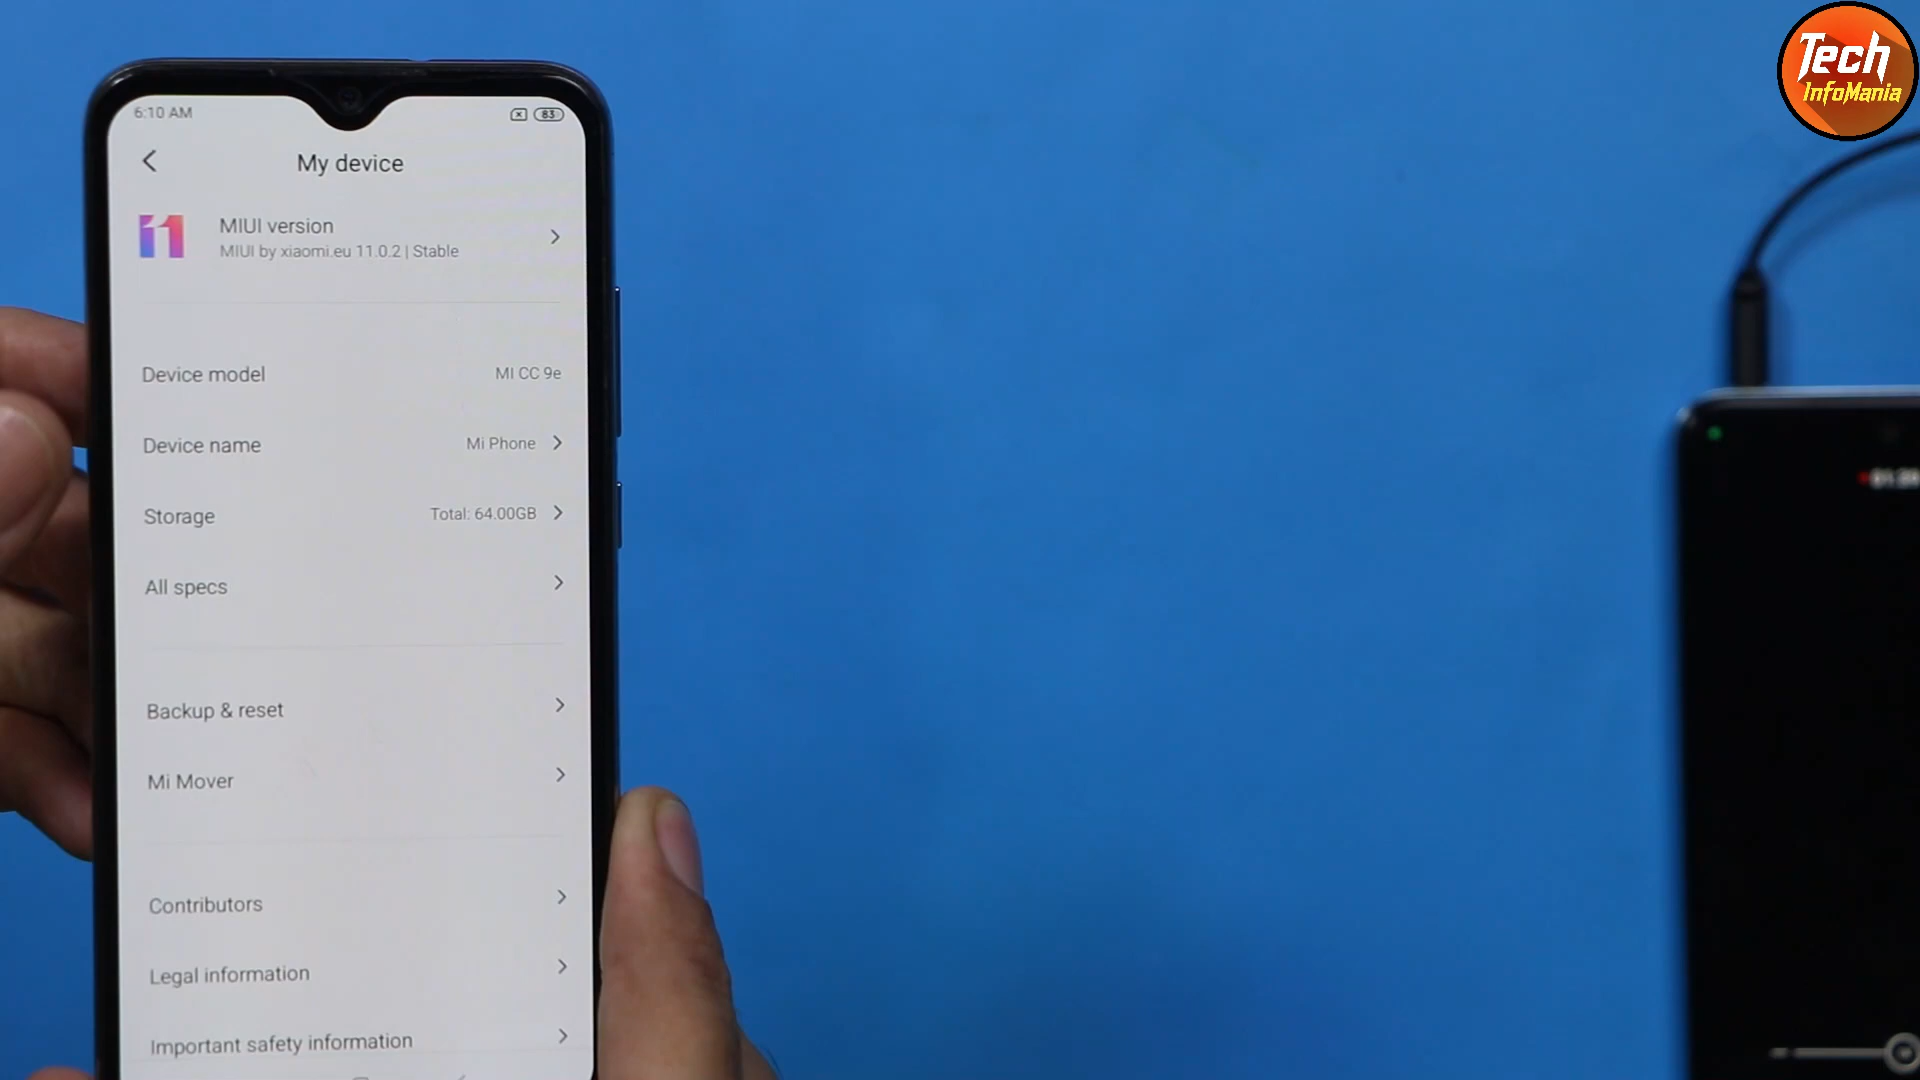 Tech
InfoMania
6:10 AM
83
My device
11
MIUI version
MIUI by xiaomi.eu 11.0.2 | Stable
Device model
MI CC 9e
Device name
Mi Phone
Storage
Total: 64.00GB
All specs
Backup & reset
Mi Mover
Contributors
Legal information
Important safety information